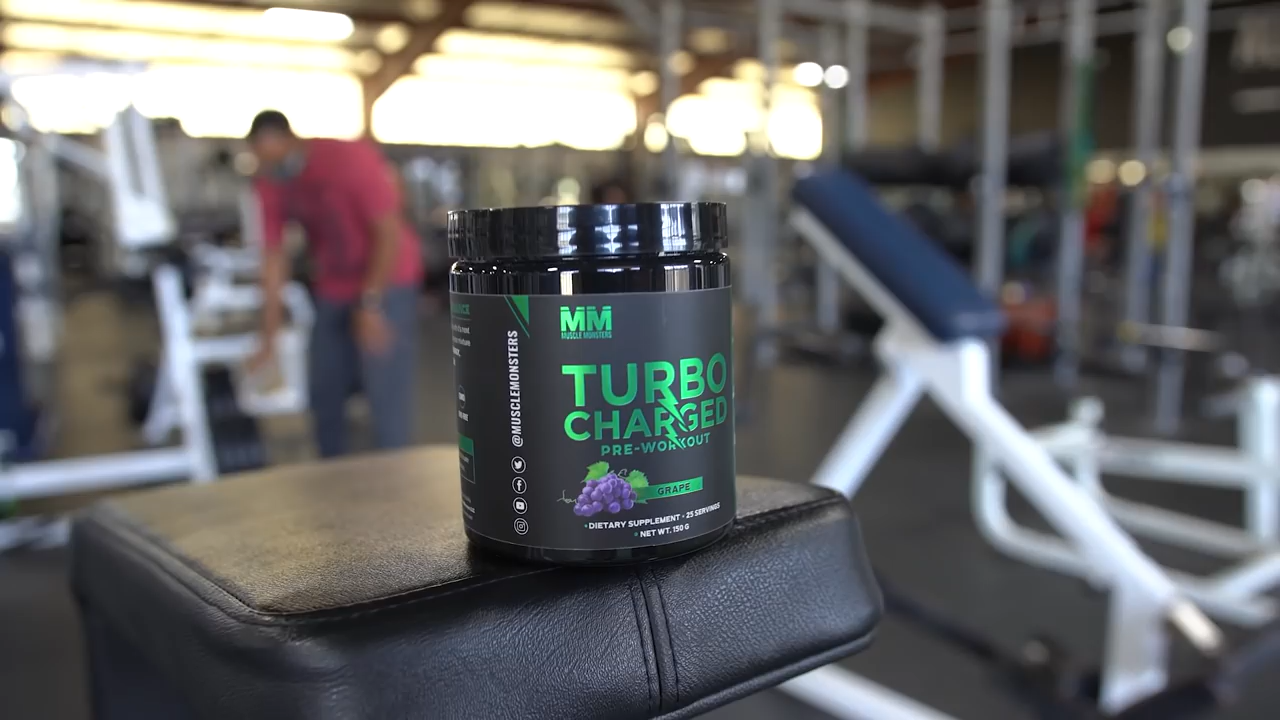 MM
MUSCLE MONSTERS
TURBO
CHARGED
PRE-WORKOUT
GRAPE
• DIETARY SUPPLEMENT • 25 SERVINGS
• NET WT. 150 G
@MUSCLEMONSTERS